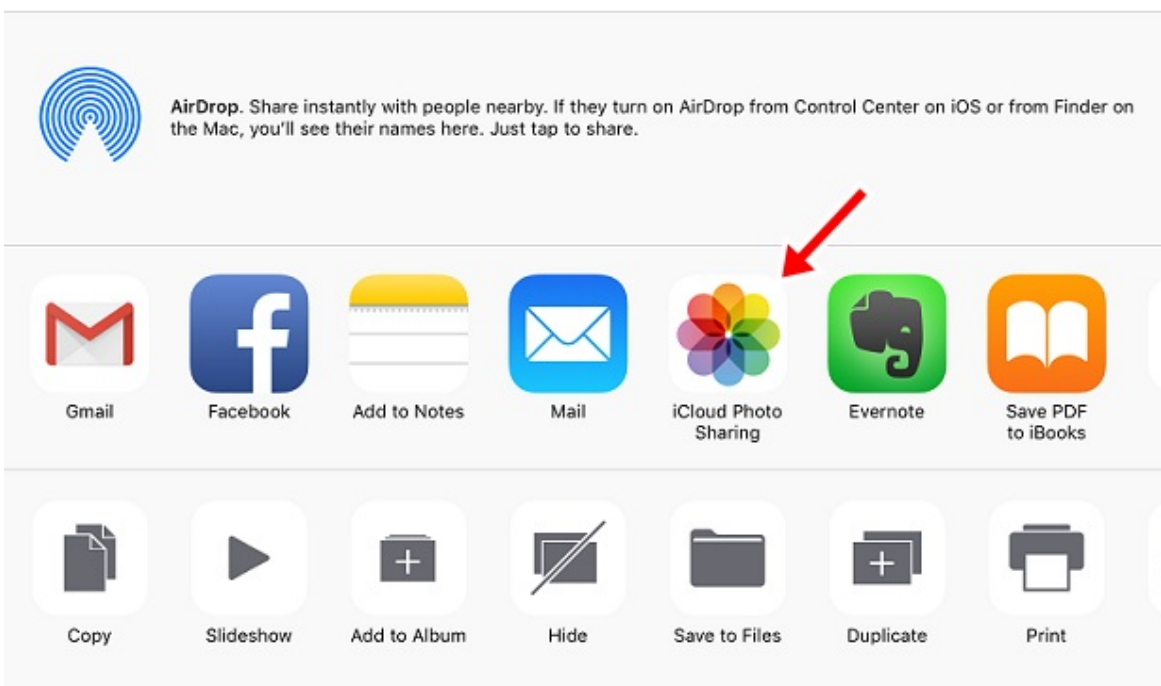 AirDrop. Share instantly with people nearby. If they turn on AirDrop from Control Center on iOS or from Finder on
the Mac, you'll see their names here. Just tap to share.
Gmail
Facebook
Add to Notes
Mail
iCloud Photo
Sharing
Evernote
Save PDF
to iBooks
Copy
Slideshow
Add to Album
Hide
Save to Files
Duplicate
Print